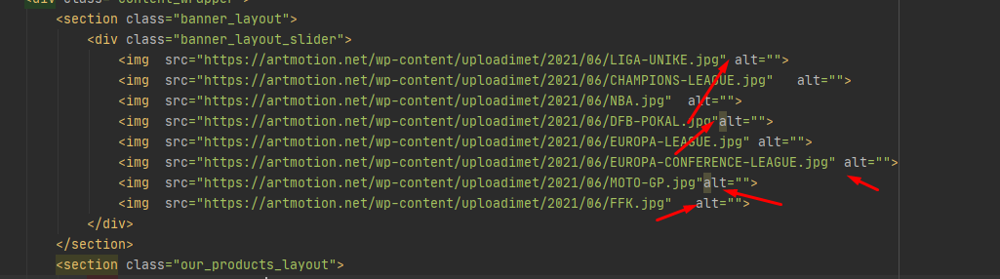 <div class="content_wrapper">
<section class="banner_layout">
<div class="banner_layout_slider">
<img  src="https://artmotion.net/wp-content/uploadimet/2021/06/LIGA-UNIKE.jpg" alt="">
<img  src="https://artmotion.net/wp-content/uploadimet/2021/06/CHAMPIONS-LEAGUE.jpg"    alt="">
<img  src="https://artmotion.net/wp-content/uploadimet/2021/06/NBA.jpg"  alt="">
<img  src="https://artmotion.net/wp-content/uploadimet/2021/06/DFB-POKAL.jpg"alt="">
<img  src="https://artmotion.net/wp-content/uploadimet/2021/06/EUROPA-LEAGUE.jpg" alt="">
<img  src="https://artmotion.net/wp-content/uploadimet/2021/06/EUROPA-CONFERENCE-LEAGUE.jpg" alt="">
<img  src="https://artmotion.net/wp-content/uploadimet/2021/06/MOTO-GP.jpg"alt="">
<img  src="https://artmotion.net/wp-content/uploadimet/2021/06/FFK.jpg"   alt="">
</div>
</section>
<section class="our_products_layout">